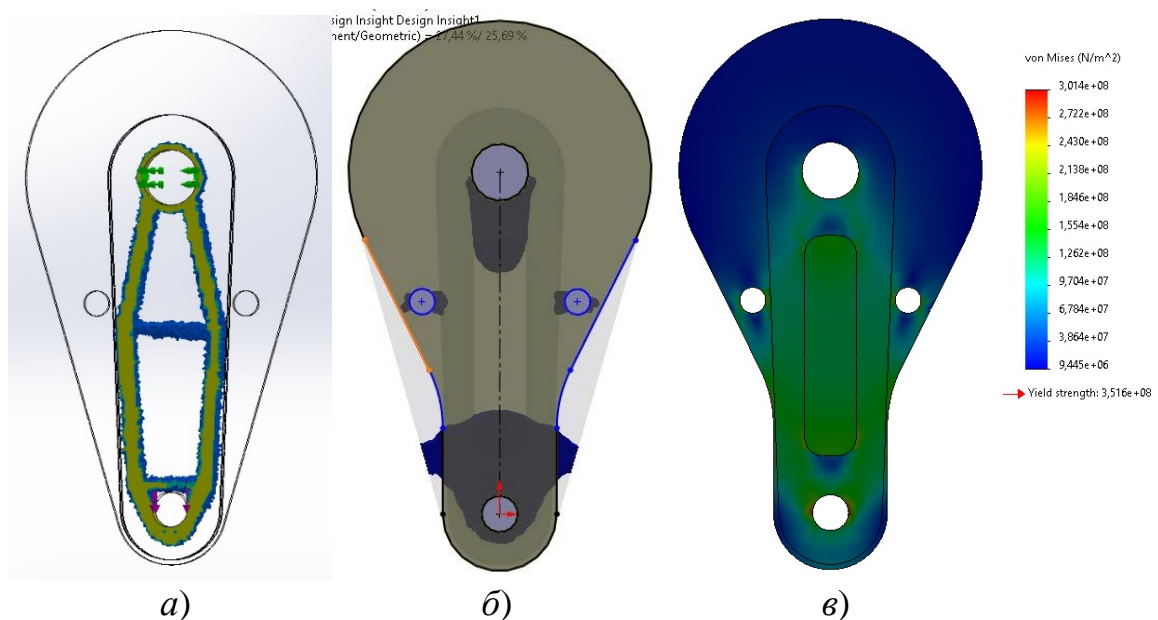 sign Insight Design Insight1
ment/Geometric) = 27,44 %/ 25,69 %
von Mises (N/m^2)
3,014e+08
2,722e+08
2,430e+08
2,138e+08
1,846e+08
1,554e+08
1,262e+08
9,704e+07
6,784e+07
3,864e+07
9,445e+06
Yield strength: 3,516e+08
а)
б)
в)